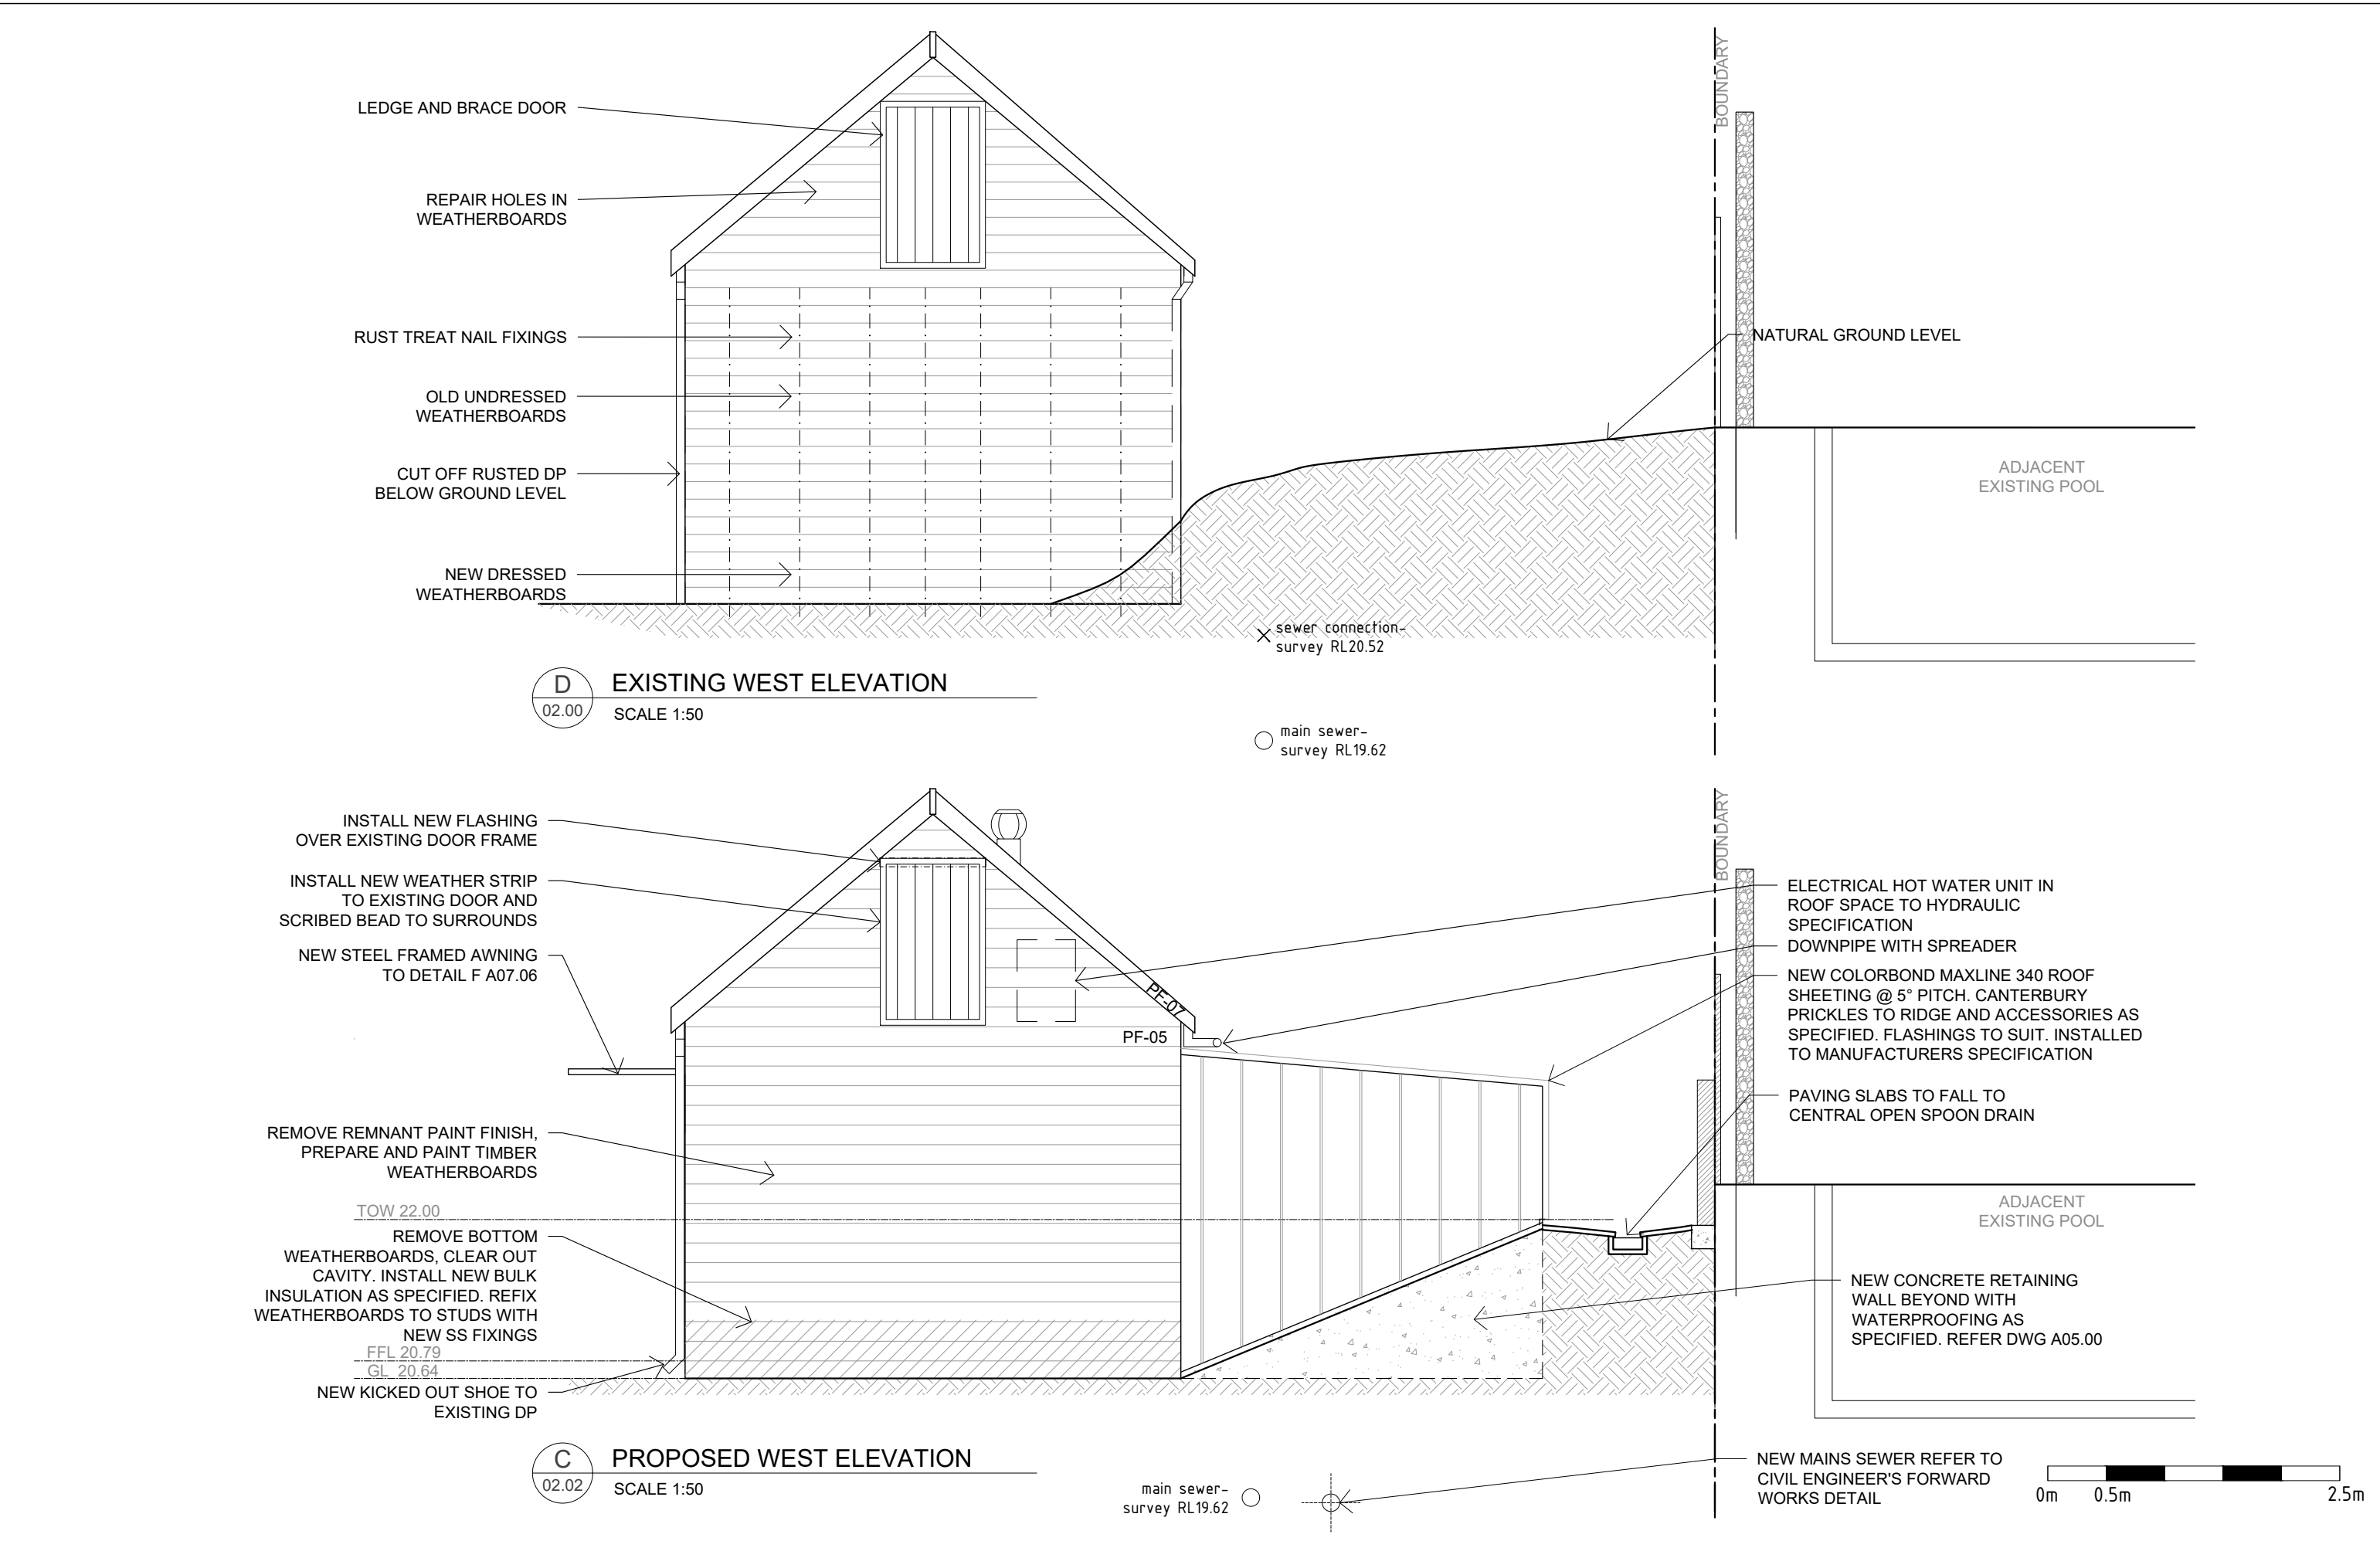 BOUNDARY
LEDGE AND BRACE DOOR
REPAIR HOLES IN
WEATHERBOARDS
RUST TREAT NAIL FIXINGS
NATURAL GROUND LEVEL
OLD UNDRESSED
WEATHERBOARDS
CUT OFF RUSTED DP
BELOW GROUND LEVEL
ADJACENT
EXISTING POOL
NEW DRESSED
WEATHERBOARDS
sewer connection-
survey RL20.52
D
02.00
EXISTING WEST ELEVATION
SCALE 1:50
main sewer-
survey RL19.62
BOUNDARY
INSTALL NEW FLASHING
OVER EXISTING DOOR FRAME
INSTALL NEW WEATHER STRIP
TO EXISTING DOOR AND
SCRIBED BEAD TO SURROUNDS
NEW STEEL FRAMED AWNING
TO DETAIL F A07.06
PF-07
PF-05
ELECTRICAL HOT WATER UNIT IN
ROOF SPACE TO HYDRAULIC
SPECIFICATION
DOWNPIPE WITH SPREADER
NEW COLORBOND MAXLINE 340 ROOF
SHEETING @ 5° PITCH. CANTERBURY
PRICKLES TO RIDGE AND ACCESSORIES AS
SPECIFIED. FLASHINGS TO SUIT. INSTALLED
TO MANUFACTURERS SPECIFICATION
PAVING SLABS TO FALL TO
CENTRAL OPEN SPOON DRAIN
REMOVE REMNANT PAINT FINISH,
PREPARE AND PAINT TIMBER
WEATHERBOARDS
TOW 22.00
REMOVE BOTTOM
WEATHERBOARDS, CLEAR OUT
CAVITY. INSTALL NEW BULK
INSULATION AS SPECIFIED. REFIX
WEATHERBOARDS TO STUDS WITH
NEW SS FIXINGS
FFL 20.79
GL 20.64
NEW KICKED OUT SHOE TO
EXISTING DP
ADJACENT
EXISTING POOL
NEW CONCRETE RETAINING
WALL BEYOND WITH
WATERPROOFING AS
SPECIFIED. REFER DWG A05.00
C
02.02
PROPOSED WEST ELEVATION
SCALE 1:50
main sewer-
survey RL19.62
NEW MAINS SEWER REFER TO
CIVIL ENGINEER'S FORWARD
WORKS DETAIL
0m 0.5m 2.5m